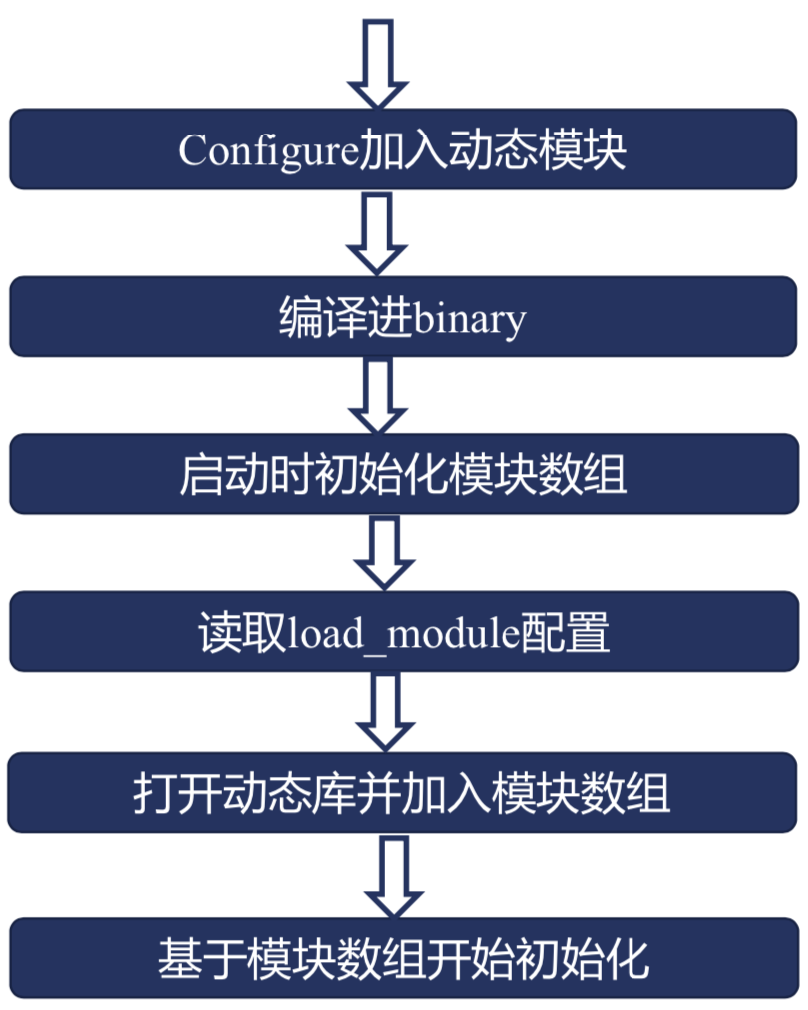 Configure加入动态模块
编译进binary
启动时初始化模块数组
读取load_module配置
打开动态库并加入模块数组
基于模块数组开始初始化